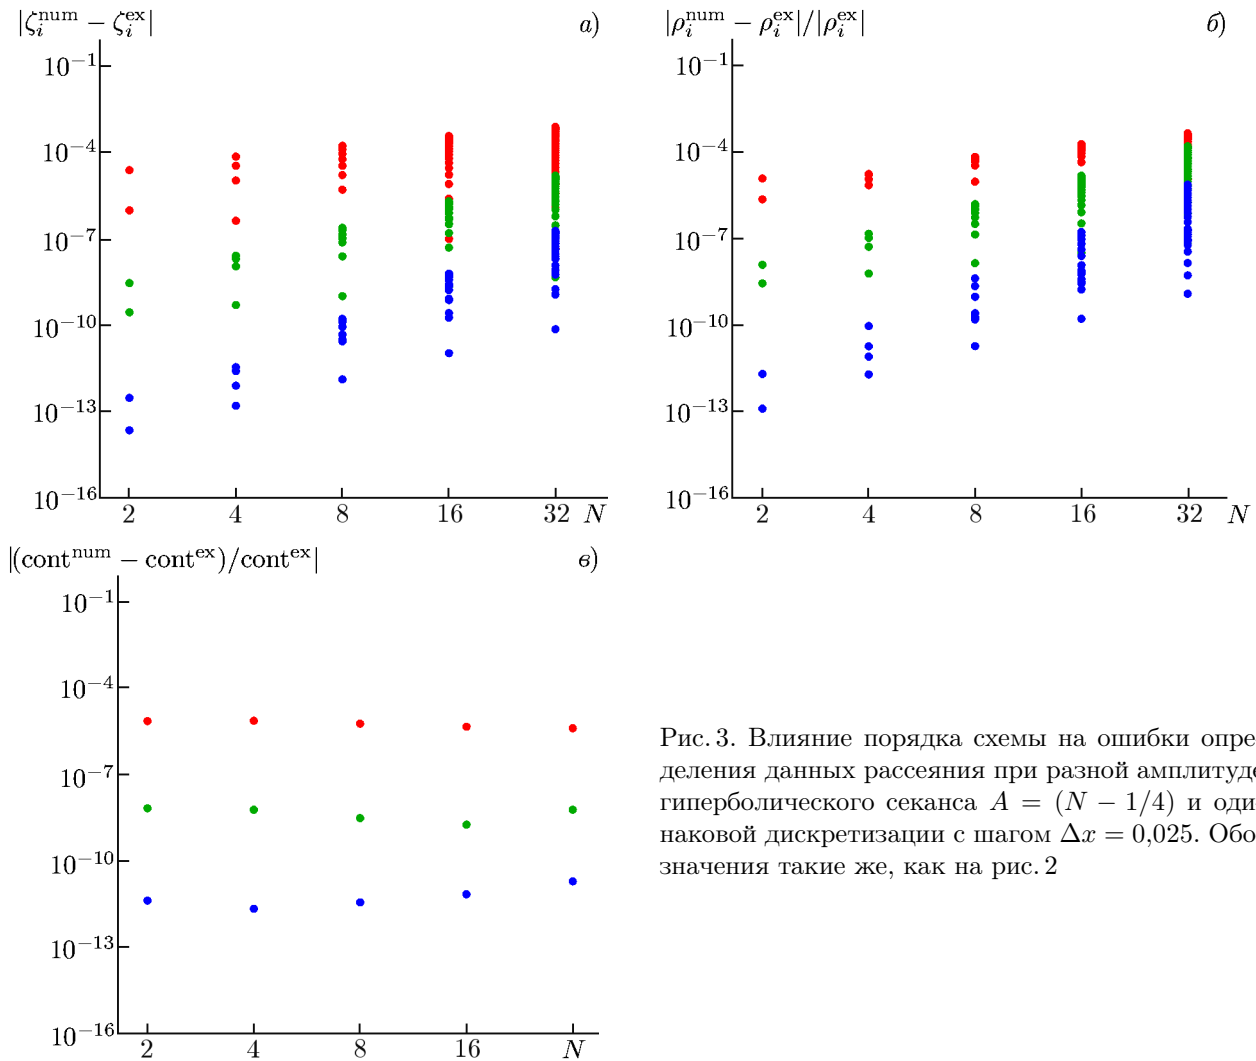 |ζ_i^num − ζ_i^ex| а)
10^−1
10^−4
10^−7
10^−10
10^−13
10^−16
2 4 8 16 32 N
|ρ_i^num − ρ_i^ex|/|ρ_i^ex| б)
10^−1
10^−4
10^−7
10^−10
10^−13
10^−16
2 4 8 16 32 N
|(cont^num − cont^ex)/cont^ex| в)
10^−1
10^−4
10^−7
10^−10
10^−13
10^−16
2 4 8 16 N
Рис. 3. Влияние порядка схемы на ошибки опре-
деления данных рассеяния при разной амплитуде
гиперболического секанса A = (N − 1/4) и оди-
наковой дискретизации с шагом Δx = 0,025. Обо-
значения такие же, как на рис. 2